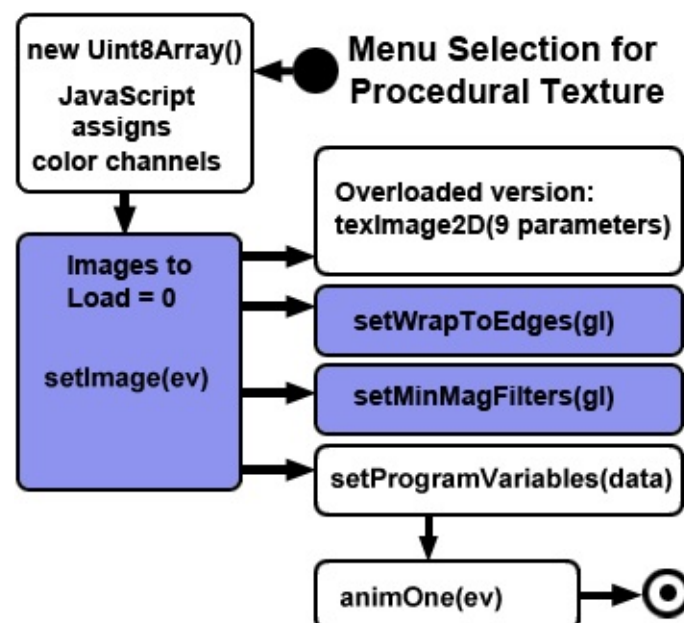 Menu Selection for
Procedural Texture
new Uint8Array()
JavaScript
assigns
color channels
Images to
Load = 0
setImage(ev)
Overloaded version:
texImage2D(9 parameters)
setWrapToEdges(gl)
setMinMagFilters(gl)
setProgramVariables(data)
animOne(ev)